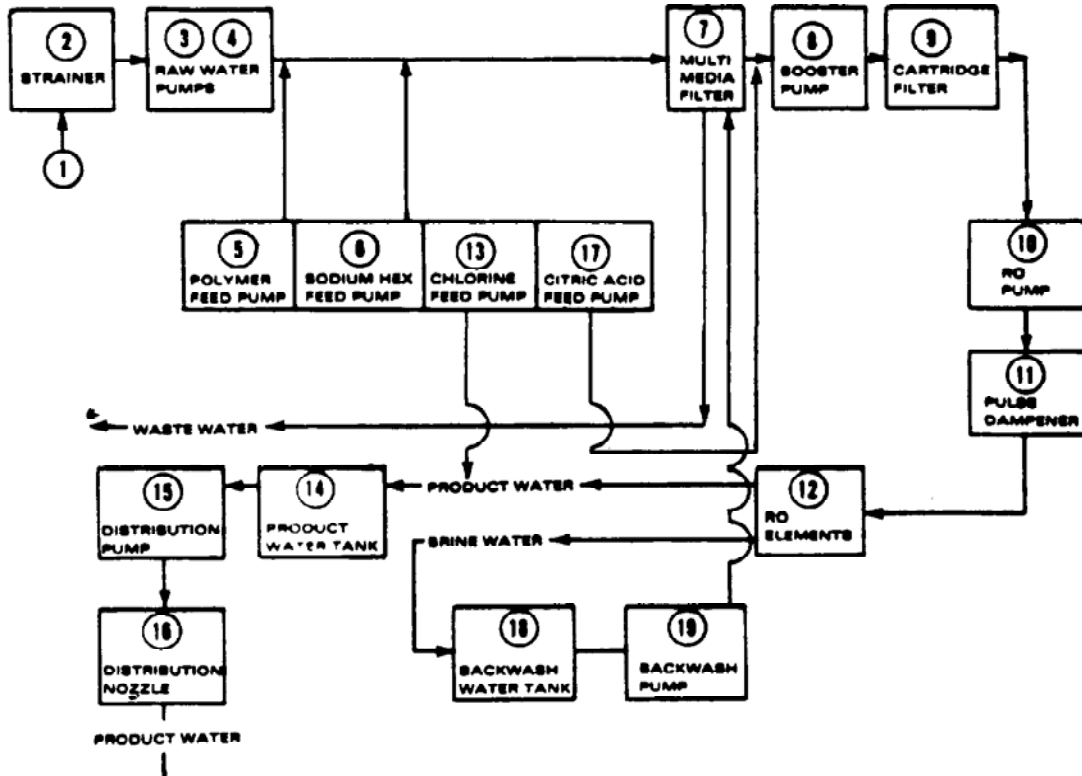 2
STRAINER
3 4
RAW WATER
PUMPS
7
MULTI
MEDIA
FILTER
8
BOOSTER
PUMP
9
CARTRIDGE
FILTER
1
5
POLYMER
FEED PUMP
6
SODIUM HEX
FEED PUMP
13
CHLORINE
FEED PUMP
17
CITRIC ACID
FEED PUMP
10
RO
PUMP
11
PULSE
DAMPENER
WASTE WATER
15
DISTRIBUTION
PUMP
14
PRODUCT
WATER TANK
PRODUCT WATER
12
RO
ELEMENTS
BRINE WATER
16
DISTRIBUTION
NOZZLE
18
BACKWASH
WATER TANK
19
BACKWASH
PUMP
PRODUCT WATER